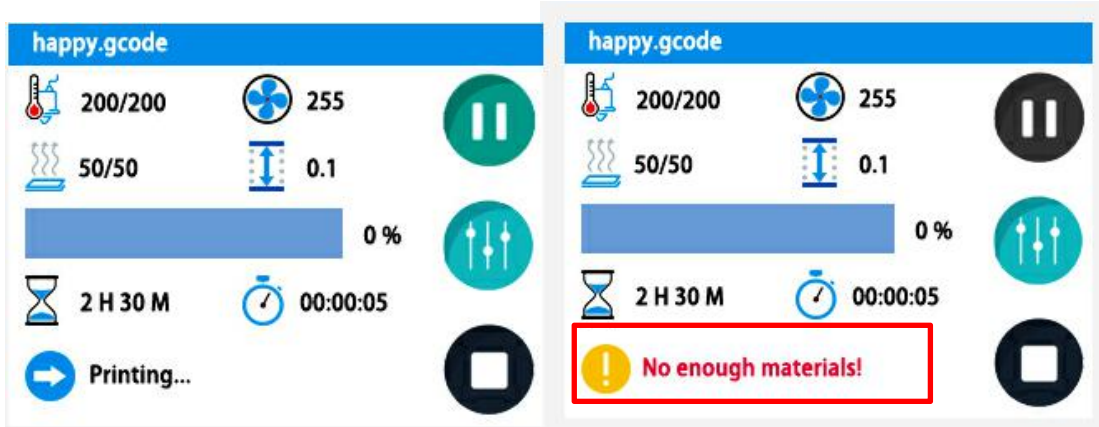 happy.gcode
200/200 255
50/50 0.1
0 %
2 H 30 M 00:00:05
Printing...
happy.gcode
200/200 255
50/50 0.1
0 %
2 H 30 M 00:00:05
No enough materials!